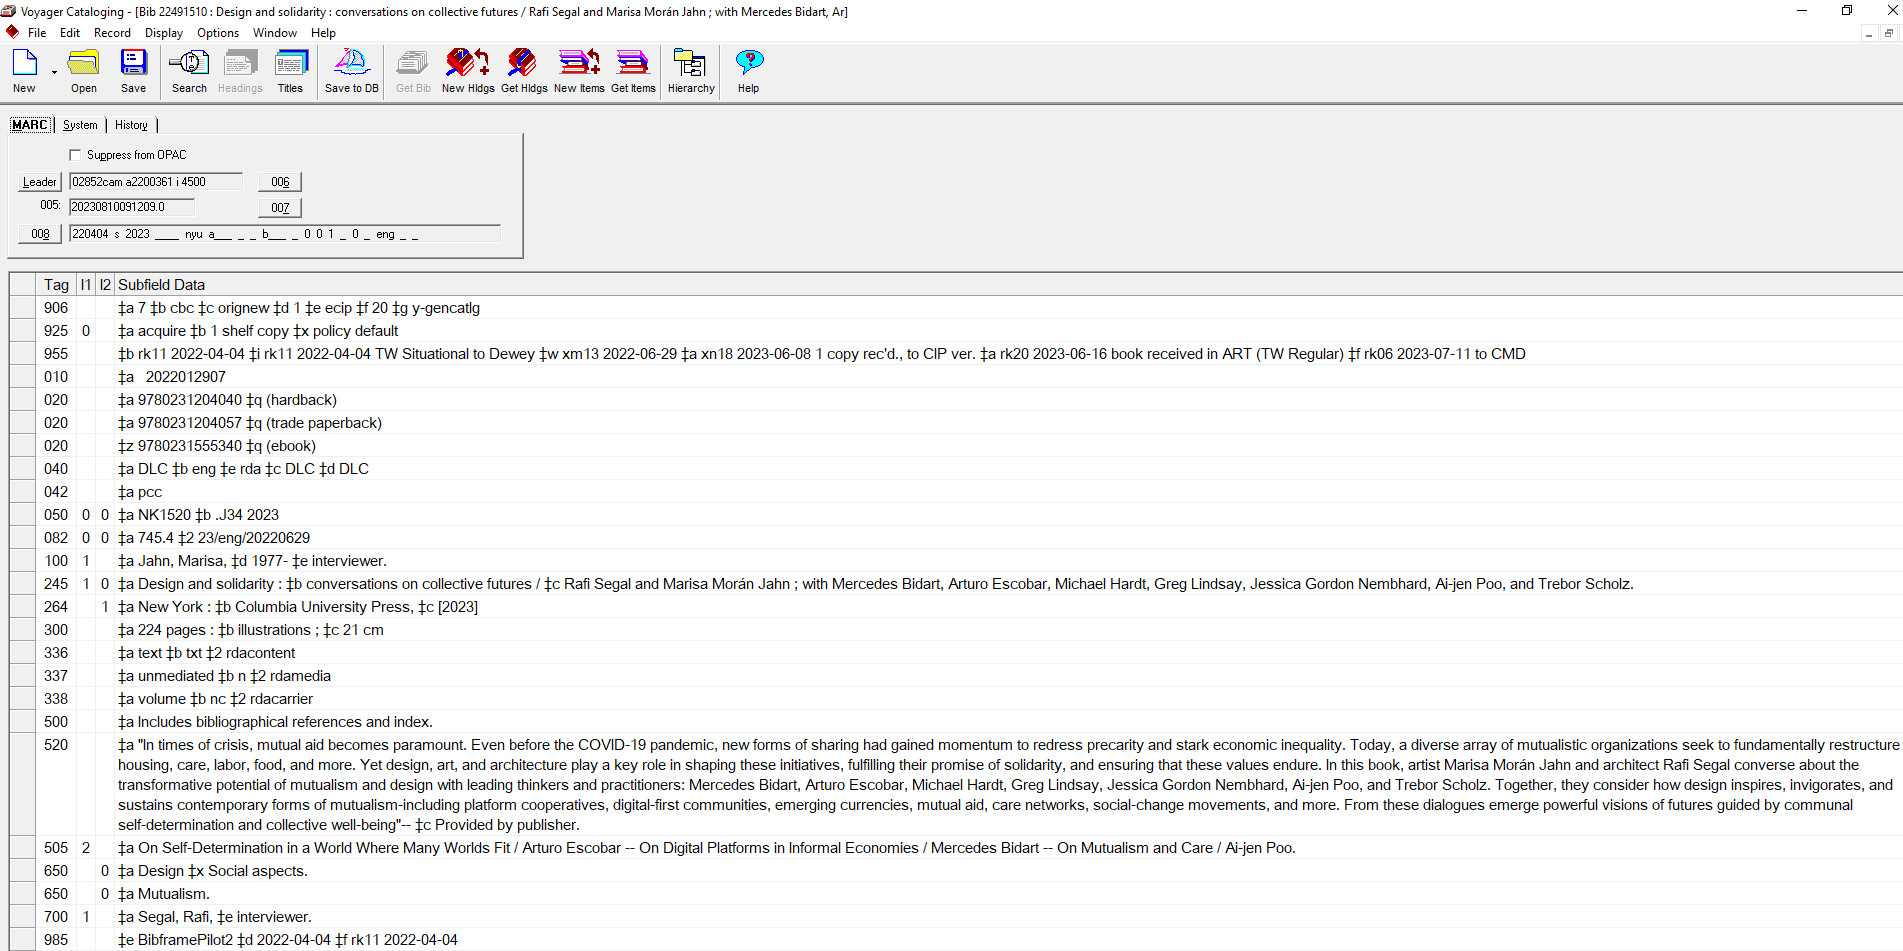 Voyager Cataloging - [Bib 22491510 : Design and solidarity : conversations on collective futures / Rafi Segal and Marisa Morán Jahn ; with Mercedes Bidart, Ar]
File Edit Record Display Options Window Help
New Open Save Search Headings Titles Save to DB Get Bib New Hldgs Get Hldgs New Items Get Items Hierarchy Help
MARC System History
Suppress from OPAC
Leader 02852cam a2200361 i 4500 006
005: 20230810091209.0 007
008 220404 s 2023 ____ nyu a___ _ _ b___ _ 0 0 1 _ 0 _ eng _ _
Tag I1 I2 Subfield Data
906 ‡a 7 ‡b cbc ‡c orignew ‡d 1 ‡e ecip ‡f 20 ‡g y-gencatlg
925 0 ‡a acquire ‡b 1 shelf copy ‡x policy default
955 ‡b rk11 2022-04-04 ‡i rk11 2022-04-04 TW Situational to Dewey ‡w xm13 2022-06-29 ‡a xn18 2023-06-08 1 copy rec'd., to CIP ver. ‡a rk20 2023-06-16 book received in ART (TW Regular) ‡f rk06 2023-07-11 to CMD
010 ‡a 2022012907
020 ‡a 9780231204040 ‡q (hardback)
020 ‡a 9780231204057 ‡q (trade paperback)
020 ‡z 9780231555340 ‡q (ebook)
040 ‡a DLC ‡b eng ‡e rda ‡c DLC ‡d DLC
042 ‡a pcc
050 0 0 ‡a NK1520 ‡b .J34 2023
082 0 0 ‡a 745.4 ‡2 23/eng/20220629
100 1 ‡a Jahn, Marisa, ‡d 1977- ‡e interviewer.
245 1 0 ‡a Design and solidarity : ‡b conversations on collective futures / ‡c Rafi Segal and Marisa Morán Jahn ; with Mercedes Bidart, Arturo Escobar, Michael Hardt, Greg Lindsay, Jessica Gordon Nembhard, Ai-jen Poo, and Trebor Scholz.
264 1 ‡a New York : ‡b Columbia University Press, ‡c [2023]
300 ‡a 224 pages : ‡b illustrations ; ‡c 21 cm
336 ‡a text ‡b txt ‡2 rdacontent
337 ‡a unmediated ‡b n ‡2 rdamedia
338 ‡a volume ‡b nc ‡2 rdacarrier
500 ‡a Includes bibliographical references and index.
520 ‡a "In times of crisis, mutual aid becomes paramount. Even before the COVID-19 pandemic, new forms of sharing had gained momentum to redress precarity and stark economic inequality. Today, a diverse array of mutualistic organizations seek to fundamentally restructure
housing, care, labor, food, and more. Yet design, art, and architecture play a key role in shaping these initiatives, fulfilling their promise of solidarity, and ensuring that these values endure. In this book, artist Marisa Morán Jahn and architect Rafi Segal converse about the
transformative potential of mutualism and design with leading thinkers and practitioners: Mercedes Bidart, Arturo Escobar, Michael Hardt, Greg Lindsay, Jessica Gordon Nembhard, Ai-jen Poo, and Trebor Scholz. Together, they consider how design inspires, invigorates, and
sustains contemporary forms of mutualism-including platform cooperatives, digital-first communities, emerging currencies, mutual aid, care networks, social-change movements, and more. From these dialogues emerge powerful visions of futures guided by communal
self-determination and collective well-being"-- ‡c Provided by publisher.
505 2 ‡a On Self-Determination in a World Where Many Worlds Fit / Arturo Escobar -- On Digital Platforms in Informal Economies / Mercedes Bidart -- On Mutualism and Care / Ai-jen Poo.
650 0 ‡a Design ‡x Social aspects.
650 0 ‡a Mutualism.
700 1 ‡a Segal, Rafi, ‡e interviewer.
985 ‡e BibframePilot2 ‡d 2022-04-04 ‡f rk11 2022-04-04